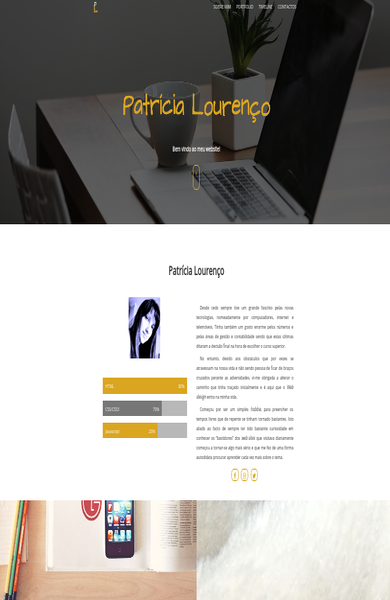 P
L
SOBRE MIM PORTFOLIO TIMELINE CONTACTOS
Patrícia Lourenço
Bem vindo ao meu website!
Patrícia Lourenço
Desde cedo sempre tive um grande fascínio pelas novas
tecnologias, nomeadamente por computadores, internet e
telemóveis. Tinha também um gosto enorme pelos números e
pelas áreas de gestão e contabilidade sendo que estas últimas
ditaram a decisão final na hora de escolher o curso superior.
No entanto, devido aos obstáculos que por vezes se
atravessam na nossa vida e não sendo pessoa de ficar de braços
cruzados perante as adversidades, vi-me obrigada a alterar o
caminho que tinha traçado inicialmente e é aqui que o
na minha vida.
Começou por ser um simples hobbie para preencher os
tempos livres que de repente se tinham tornado bastantes. Isto
aliado ao facto de sempre ter tido bastante curiosidade em
conhecer os "bastidores" dos web sites que visitava diariamente
começou a tornar-se algo mais sério e que me fez de uma forma
autodidata procurar aprender cada vez mais sobre o tema.
HTML
CSS/CSS3 70%
Javascript
LG